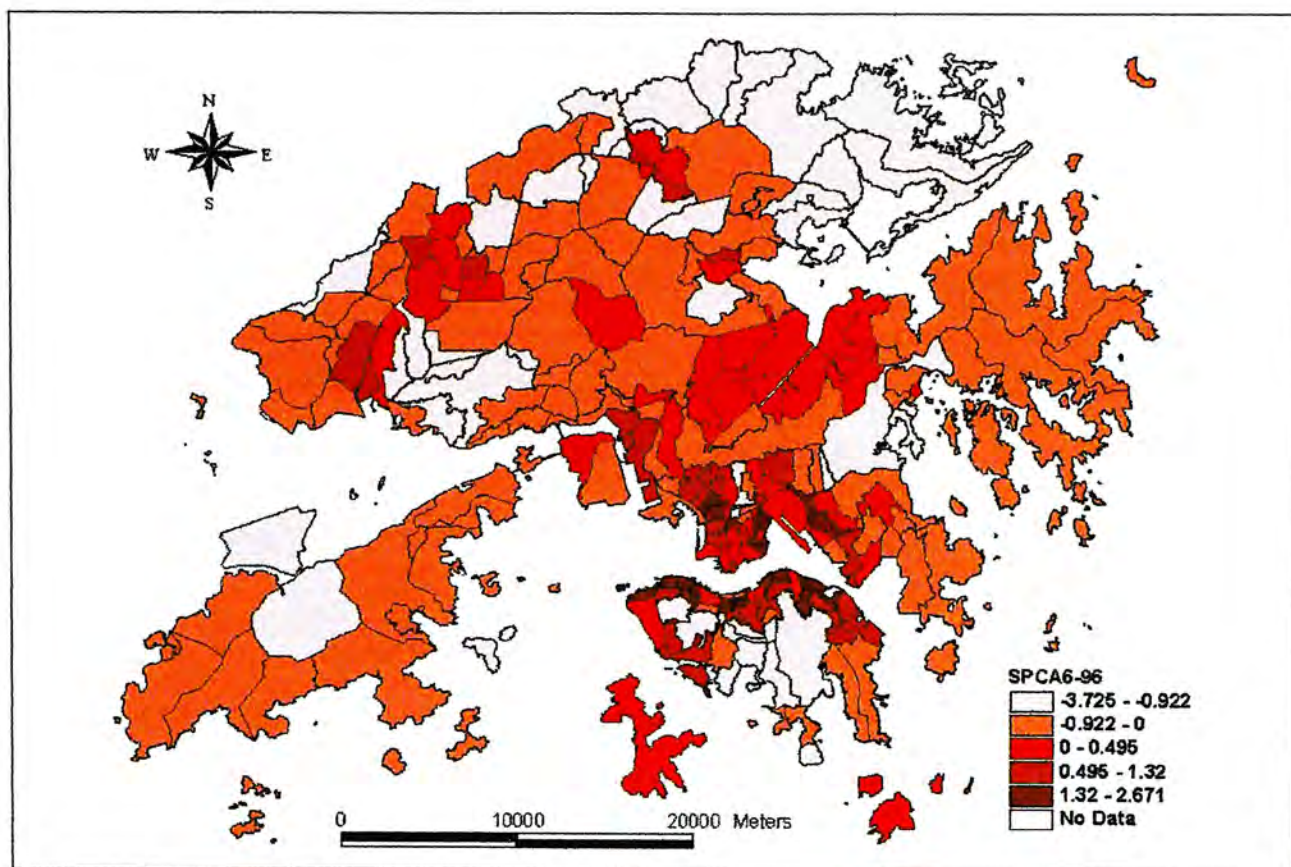 N
W E
S
SPCA6-96
-3.725 - -0.922
-0.922 - 0
0 - 0.495
0.495 - 1.32
1.32 - 2.671
No Data
0 10000 20000 Meters